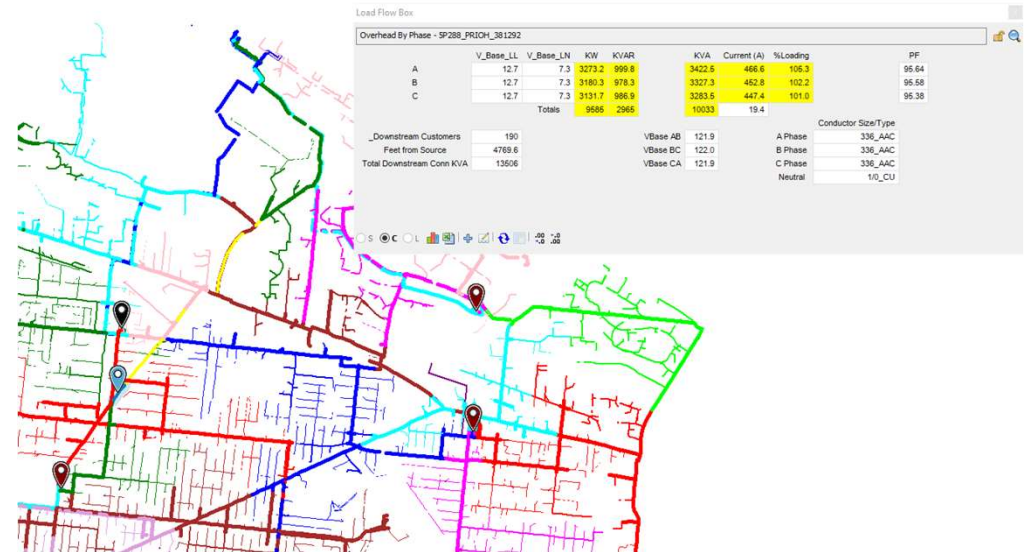 Load Flow Box
Overhead By Phase - 5P288_PRIOH_381292
V_Base_LL V_Base_LN KW KVAR KVA Current (A) %Loading PF
A 12.7 7.3 3273.2 999.8 3422.5 466.6 105.3 95.64
B 12.7 7.3 3180.3 978.3 3327.3 452.8 102.2 95.58
C 12.7 7.3 3131.7 986.9 3283.5 447.4 101.0 95.38
Totals 9585 2965 10033 19.4
Conductor Size/Type
_Downstream Customers 190 VBase AB 121.9 A Phase 336_AAC
Feet from Source 4769.6 VBase BC 122.0 B Phase 336_AAC
Total Downstream Conn KVA 13506 VBase CA 121.9 C Phase 336_AAC
Neutral 1/0_CU
S C L .00 →.0 →.0 .00